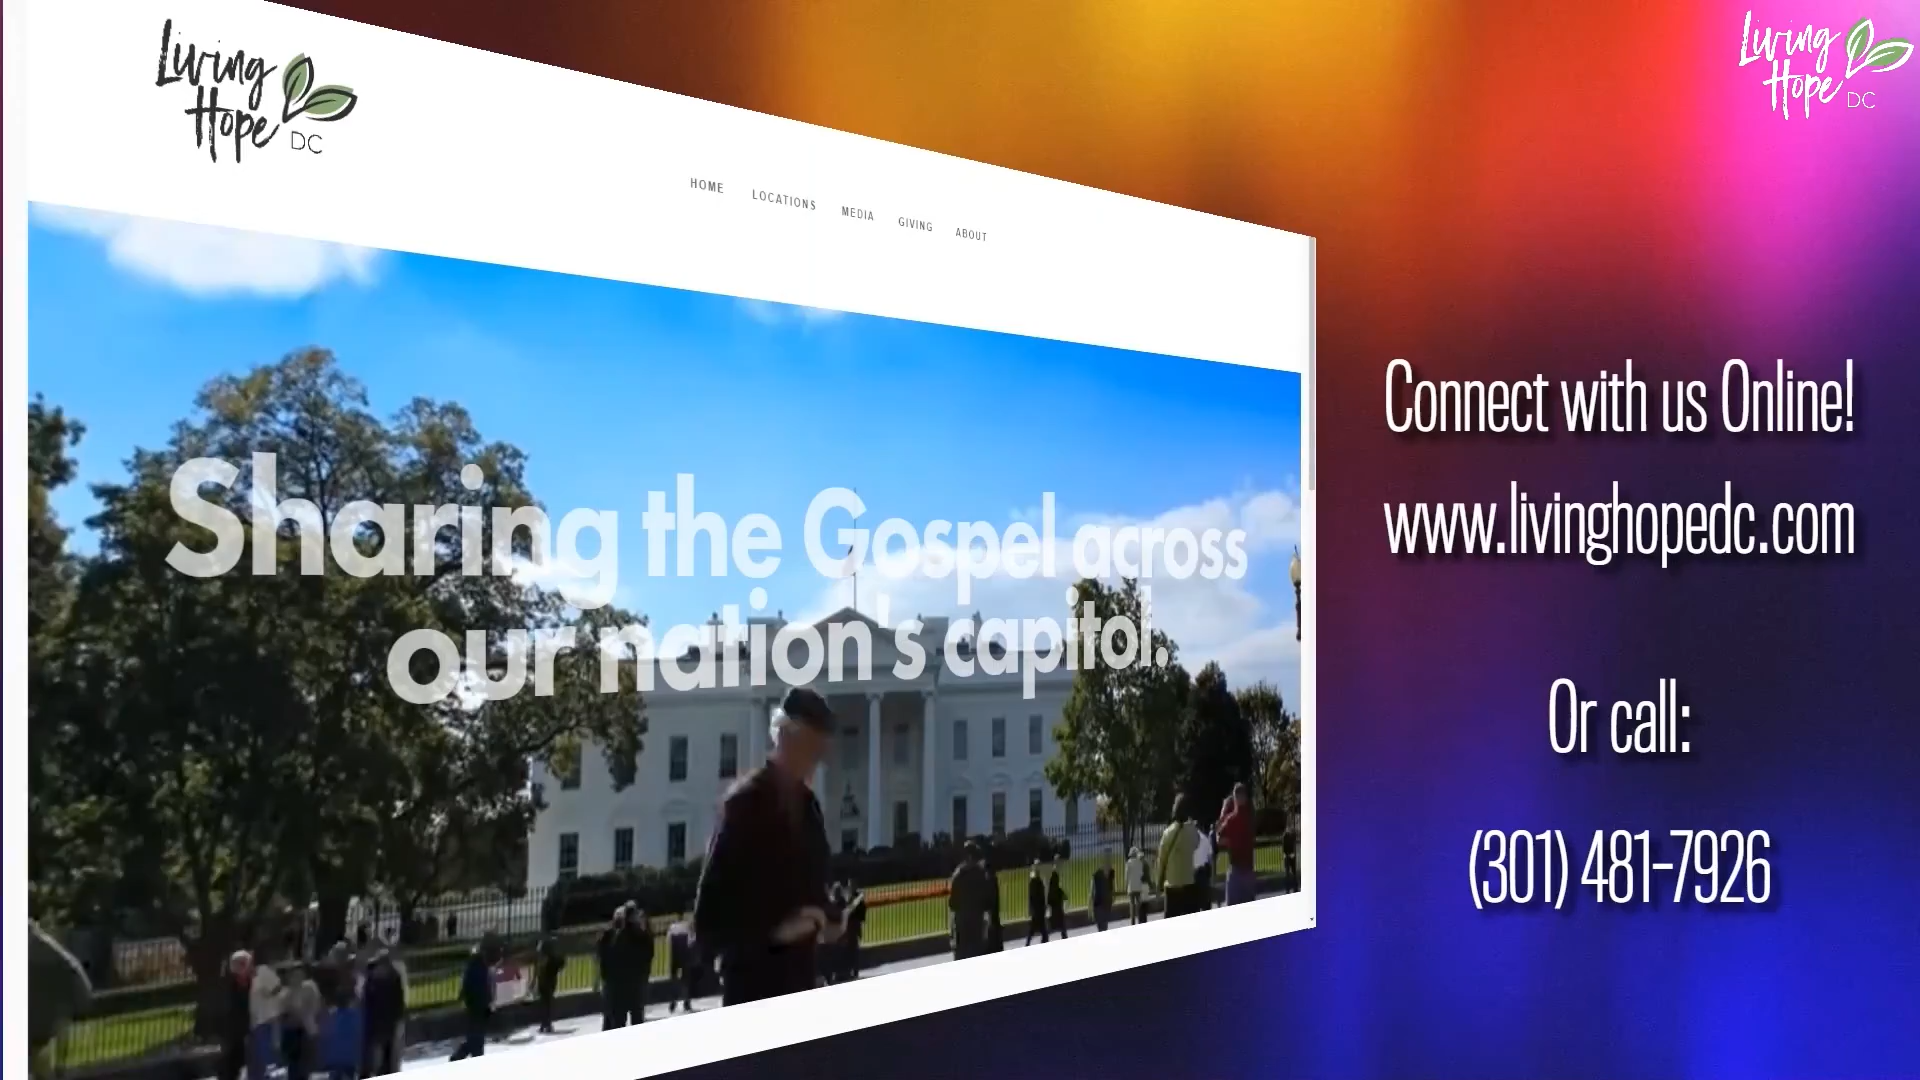 Living
Hope
DC
HOME
LOCATIONS
MEDIA
GIVING
ABOUT
Sharing the Gospel across
our nation's capitol.
Living
Hope
DC
Connect with us Online!
www.livinghopedc.com
Or call:
(301) 481-7926